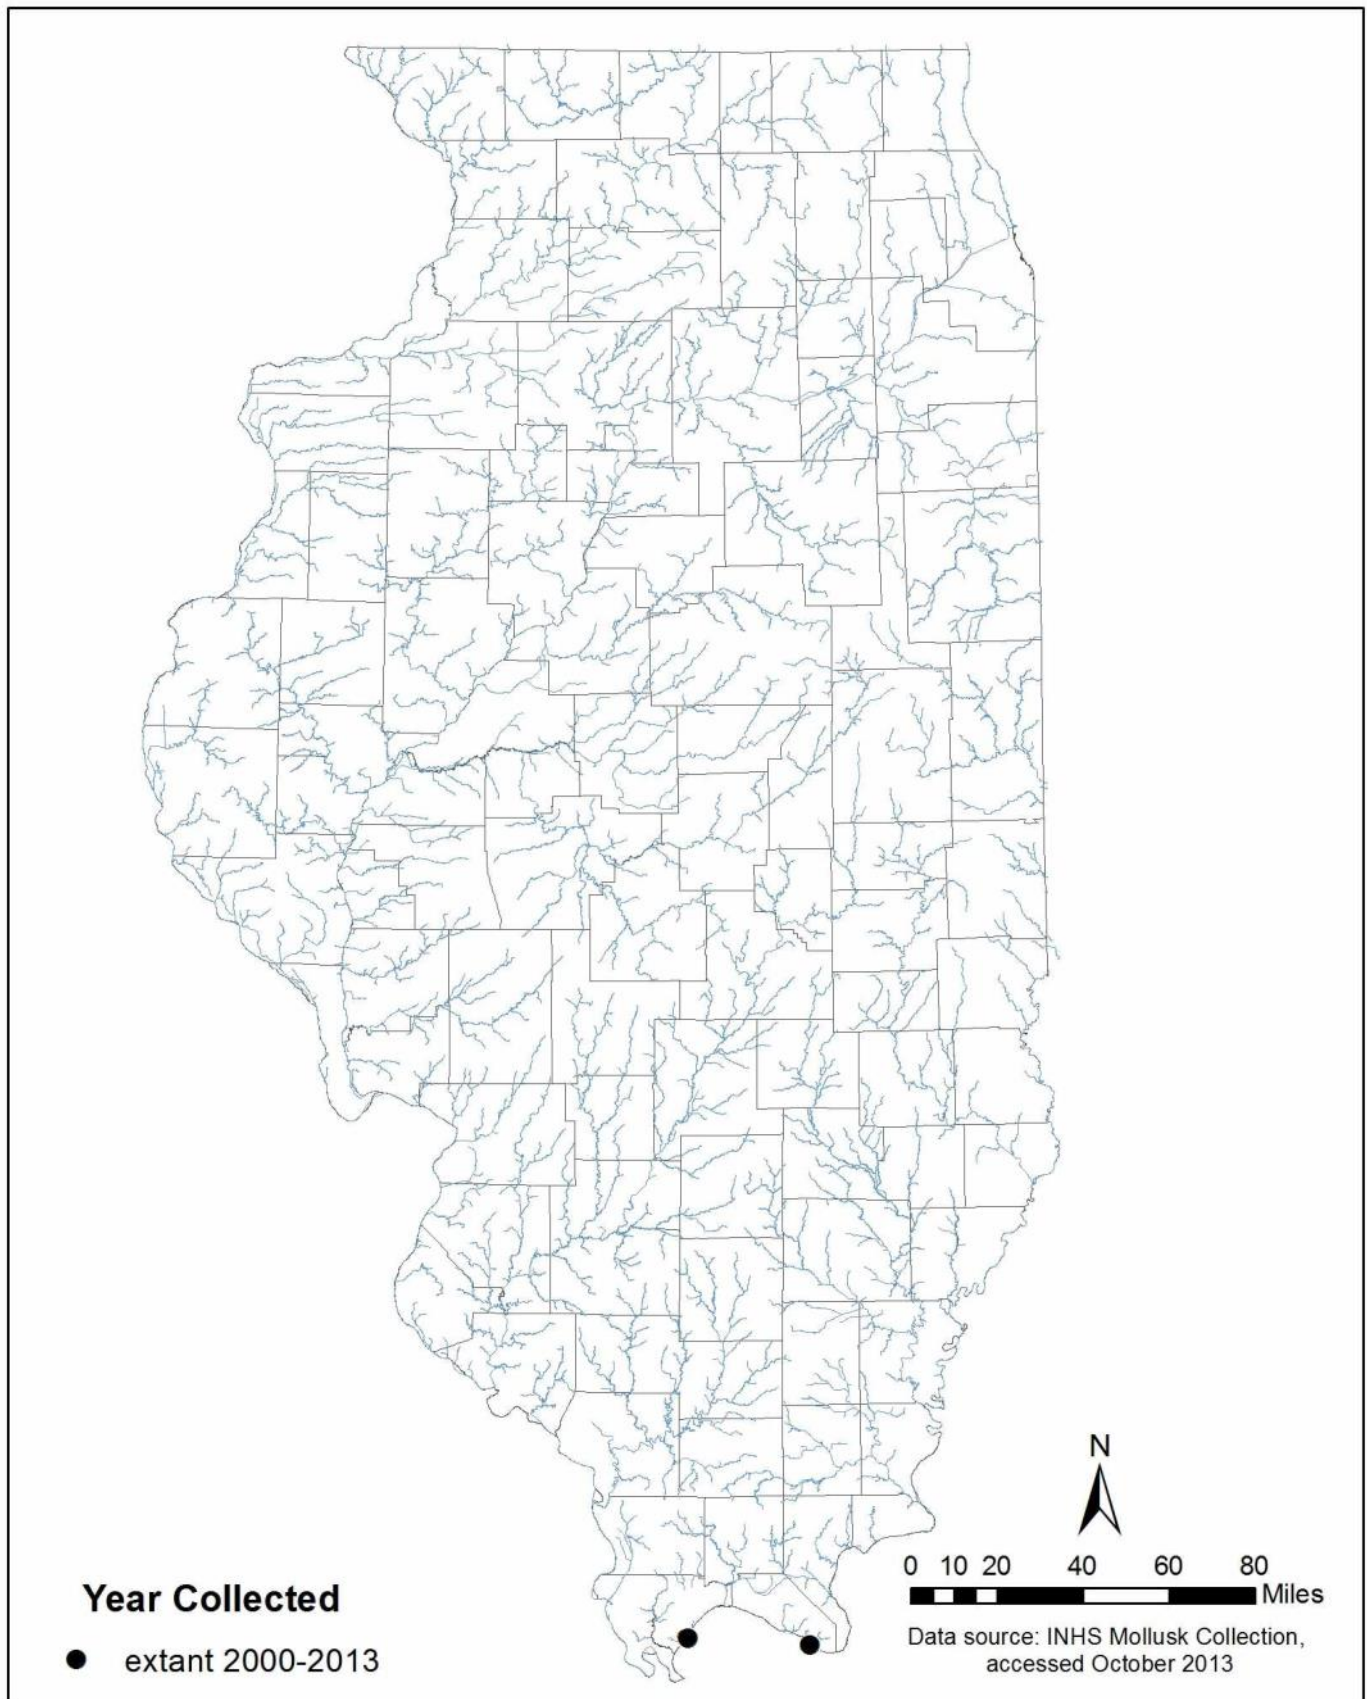 N
0 10 20 40 60 80
Miles
Year Collected
extant 2000-2013
Data source: INHS Mollusk Collection,
accessed October 2013